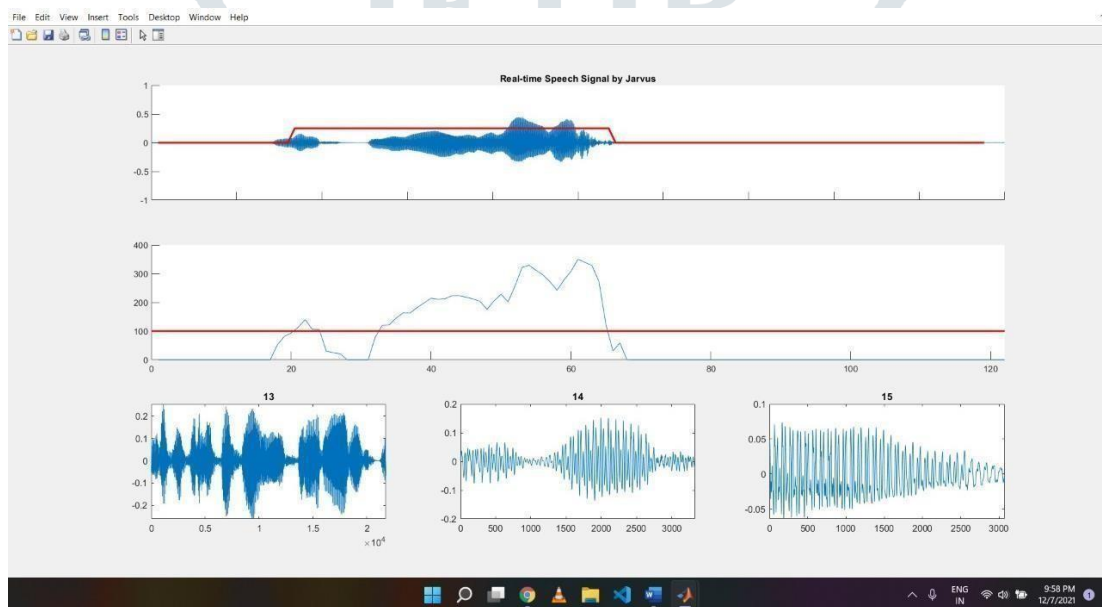 File Edit View Insert Tools Desktop Window Help
Real-time Speech Signal by Jarvus
1
0.5
0
-0.5
-1
400
300
200
100
0
0 20 40 60 80 100 120
13 14 15
0.2
0.1
0
-0.1
-0.2
0 0.5 1 1.5 2
×10⁴
0.2
0.1
0
-0.1
-0.2
0 500 1000 1500 2000 2500 3000
0.1
0.05
0
-0.05
0 500 1000 1500 2000 2500 3000
ENG 9:58 PM
IN 12/7/2021 1